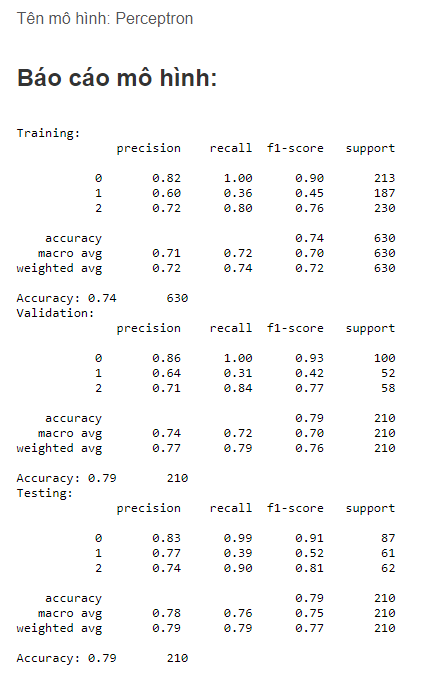 Tên mô hình: Perceptron
Báo cáo mô hình:
Training:
precision recall f1-score support
0 0.82 1.00 0.90 213
1 0.60 0.36 0.45 187
2 0.72 0.80 0.76 230
accuracy 0.74 630
macro avg 0.71 0.72 0.70 630
weighted avg 0.72 0.74 0.72 630
Accuracy: 0.74 630
Validation:
precision recall f1-score support
0 0.86 1.00 0.93 100
1 0.64 0.31 0.42 52
2 0.71 0.84 0.77 58
accuracy 0.79 210
macro avg 0.74 0.72 0.70 210
weighted avg 0.77 0.79 0.76 210
Accuracy: 0.79 210
Testing:
precision recall f1-score support
0 0.83 0.99 0.91 87
1 0.77 0.39 0.52 61
2 0.74 0.90 0.81 62
accuracy 0.79 210
macro avg 0.78 0.76 0.75 210
weighted avg 0.79 0.79 0.77 210
Accuracy: 0.79 210